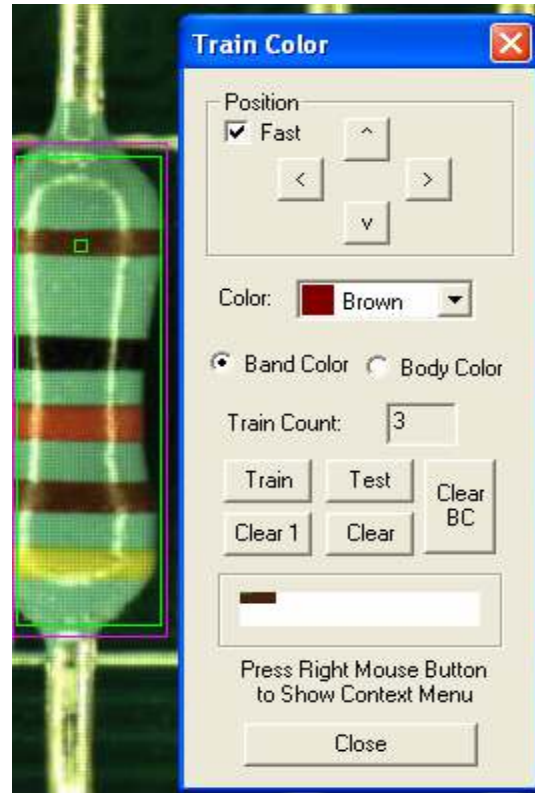 Train Color
Position
Fast
^
< >
v
Color: Brown
Band Color Body Color
Train Count: 3
Train Test Clear BC
Clear 1 Clear
Press Right Mouse Button
to Show Context Menu
Close